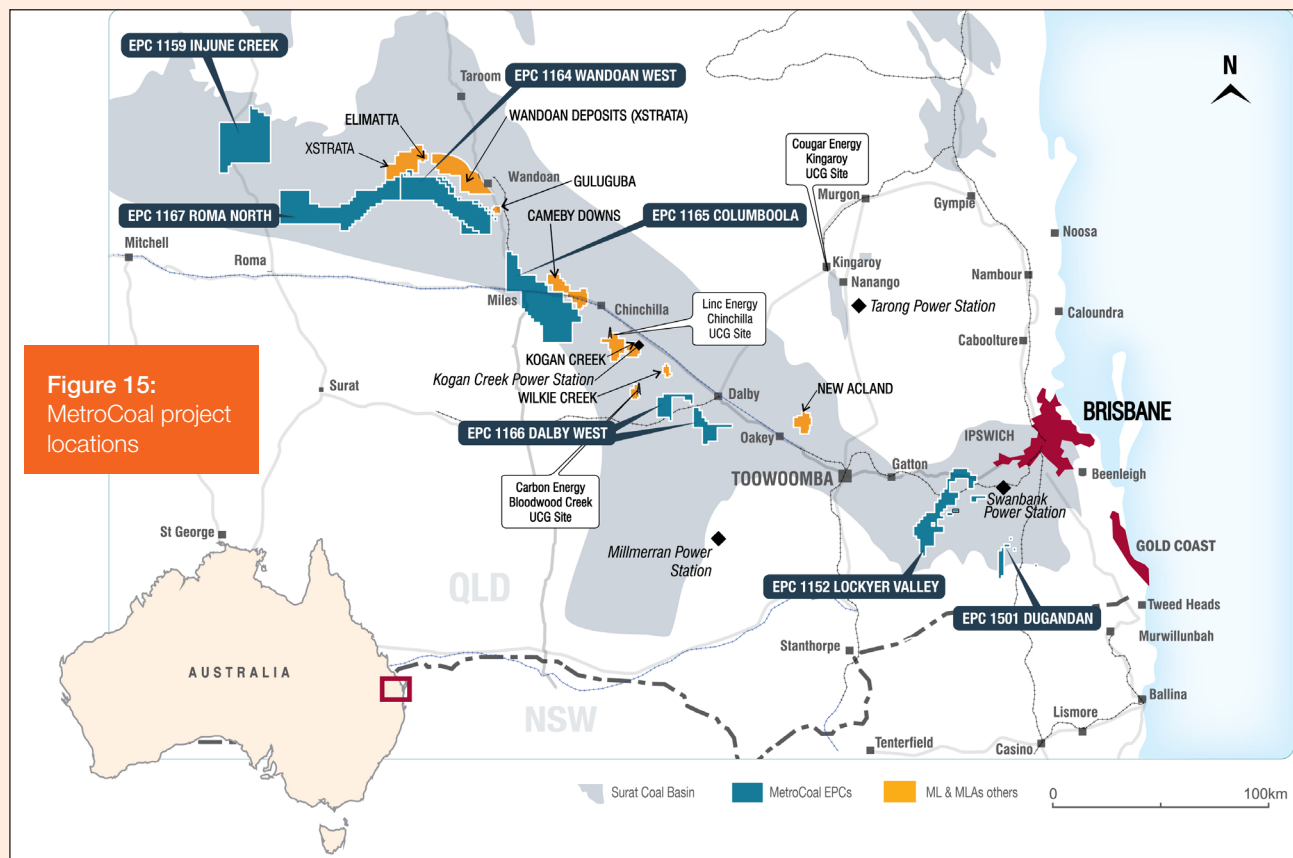 EPC 1159 INJUNE CREEK
Taroom
EPC 1164 WANDOAN WEST
N
ELIMATTA
WANDOAN DEPOSITS (XSTRATA)
XSTRATA
Cougar Energy
Kingaroy
UCG Site
Wandoan
GULUGUBA
Murgon
Gymple
EPC 1167 ROMA NORTH
CAMEBY DOWNS
EPC 1165 COLUMBOOLA
Noosa
Mitchell
Roma
Kingaroy
Nanango
Nambour
Miles
Chinchilla
Linc Energy
Chinchilla
UCG Site
Tarong Power Station
Caloundra
Caboolture
KOGAN CREEK
Kogan Creek Power Station
WILKIE CREEK
Figure 15:
MetroCoal project
locations
Surat
Dalby
NEW ACLAND
BRISBANE
EPC 1166 DALBY WEST
Oakey
IPSWICH
TOOWOOMBA
Gatton
Beenleigh
Carbon Energy
Bloodwood Creek
UCG Site
Swanbank
Power Station
St George
Millmerran Power
Station
GOLD COAST
QLD
EPC 1152 LOCKYER VALLEY
EPC 1501 DUGANDAN
Tweed Heads
Murwillunbah
Stanthorpe
AUSTRALIA
NSW
Ballina
Lismore
Tenterfield
Casino
Surat Coal Basin
MetroCoal EPCs
ML & MLAs others
0
100km